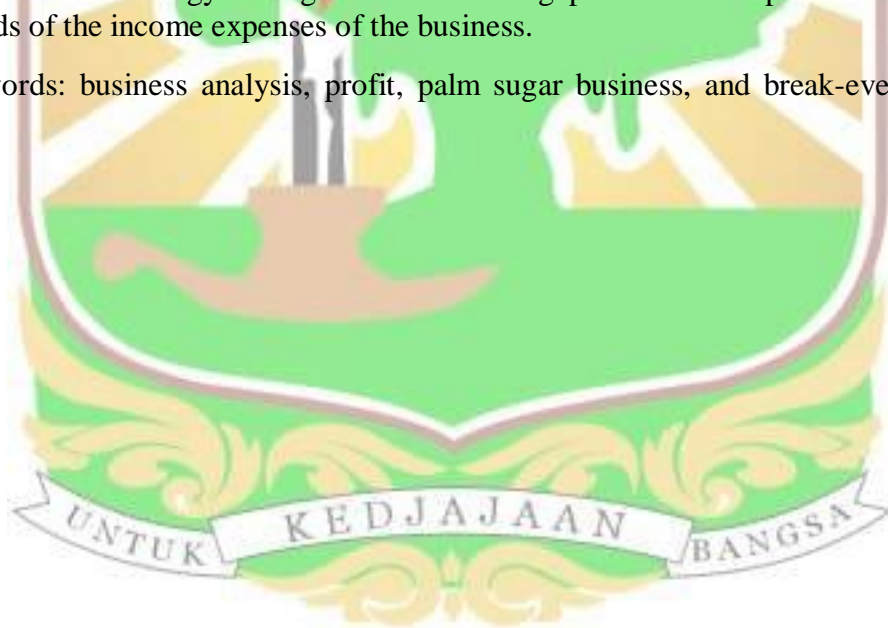 ds of the income expenses of the business.
ords: business analysis, profit, palm sugar business, and break-eve
UNTUK KEDJAJAAN BANGSA